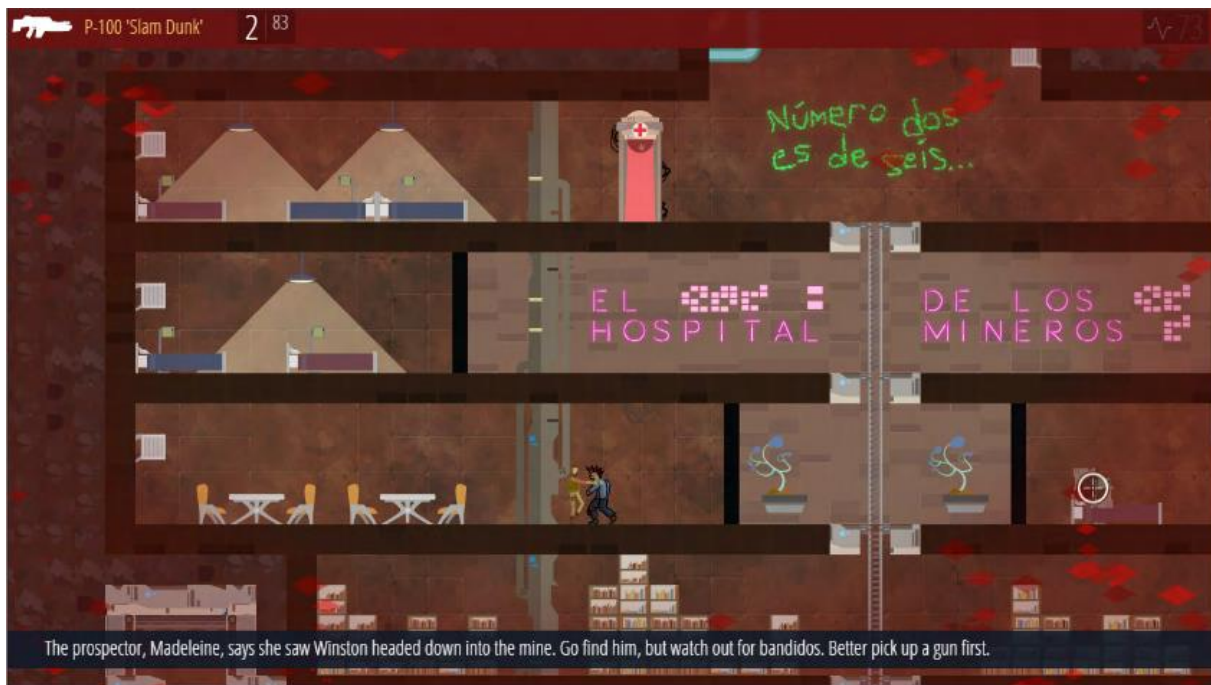 P-100 'Slam Dunk' 2 83 73
Número dos
es de seis...
EL DE LOS
HOSPITAL MINEROS
The prospector, Madeleine, says she saw Winston headed down into the mine. Go find him, but watch out for bandidos. Better pick up a gun first.